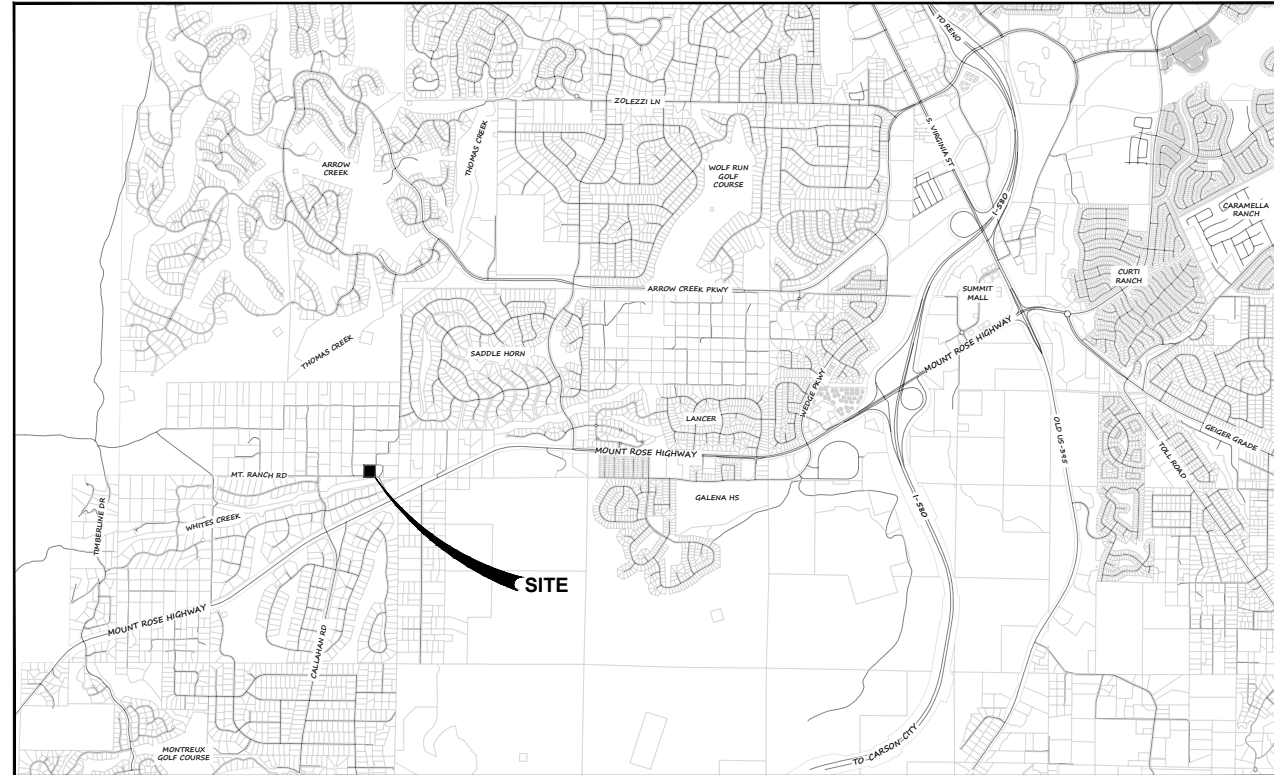 TO RENO
ZOLEZZI LN
THOMAS CREEK
S. VIRGINIA ST
ARROW
CREEK
WOLF RUN
GOLF
COURSE
I-580
CARAMELLA
RANCH
CURTI
RANCH
ARROW CREEK PKWY
SUMMIT
MALL
THOMAS CREEK
SADDLE HORN
MOUNT ROSE HIGHWAY
WEDGE PKWY
LANCER
OLD US-395
GEIGER GRADE
TOLL ROAD
MOUNT ROSE HIGHWAY
MT. RANCH RD
GALENA HS
I-580
WHITES CREEK
TIMBERLINE DR
SITE
MOUNT ROSE HIGHWAY
CALLAHAN RD
MONTREUX
GOLF COURSE
TO CARSON CITY